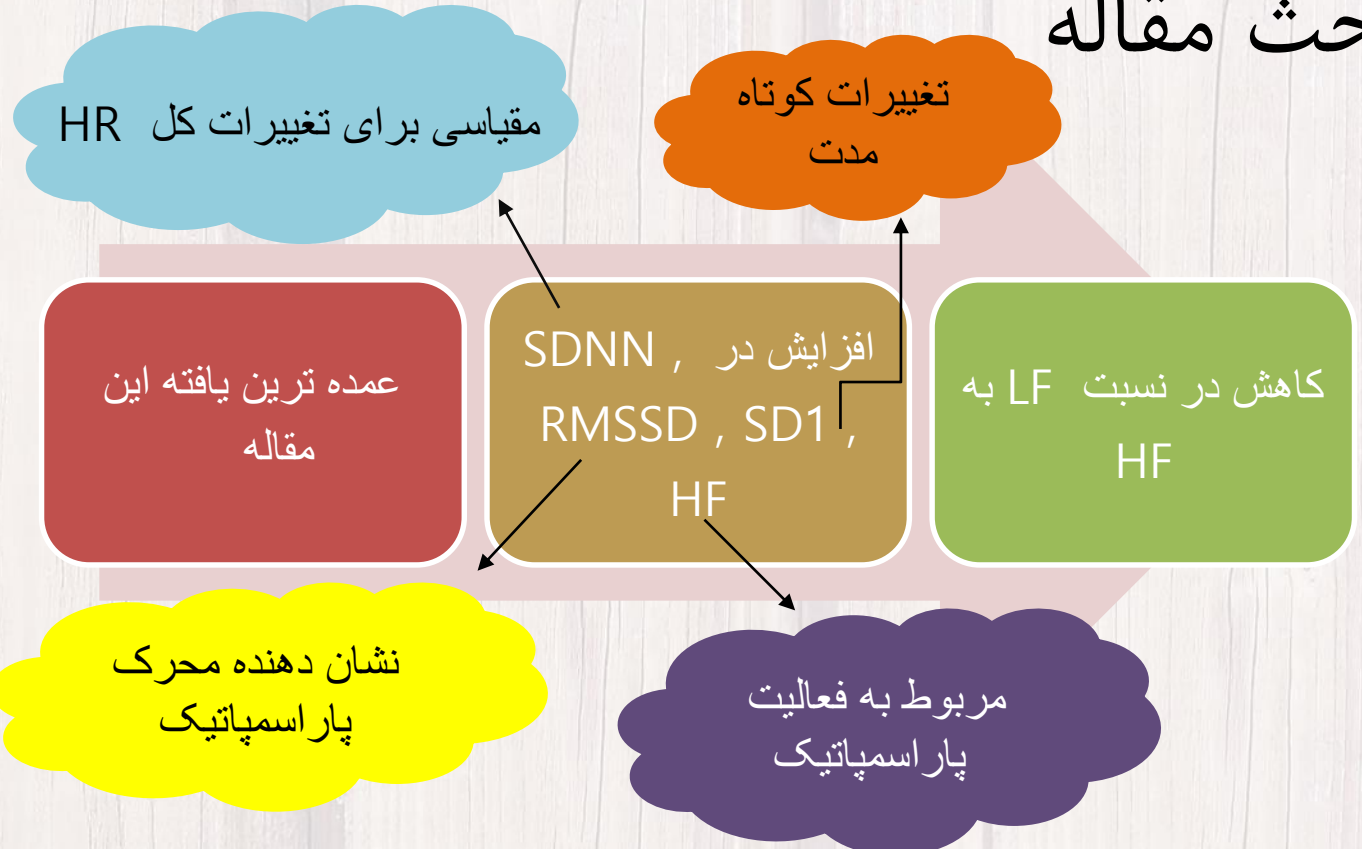 مقاله
مقیاسی برای تغییرات کل HR
تغییرات کوتاه
مدت
عمده ترین یافته این
مقاله
افزایش در SDNN ,
RMSSD , SD1 ,
HF
کاهش در نسبت LF به
HF
نشان دهنده محرک
پاراسمپاتیک
مربوط به فعالیت
پاراسمپاتیک